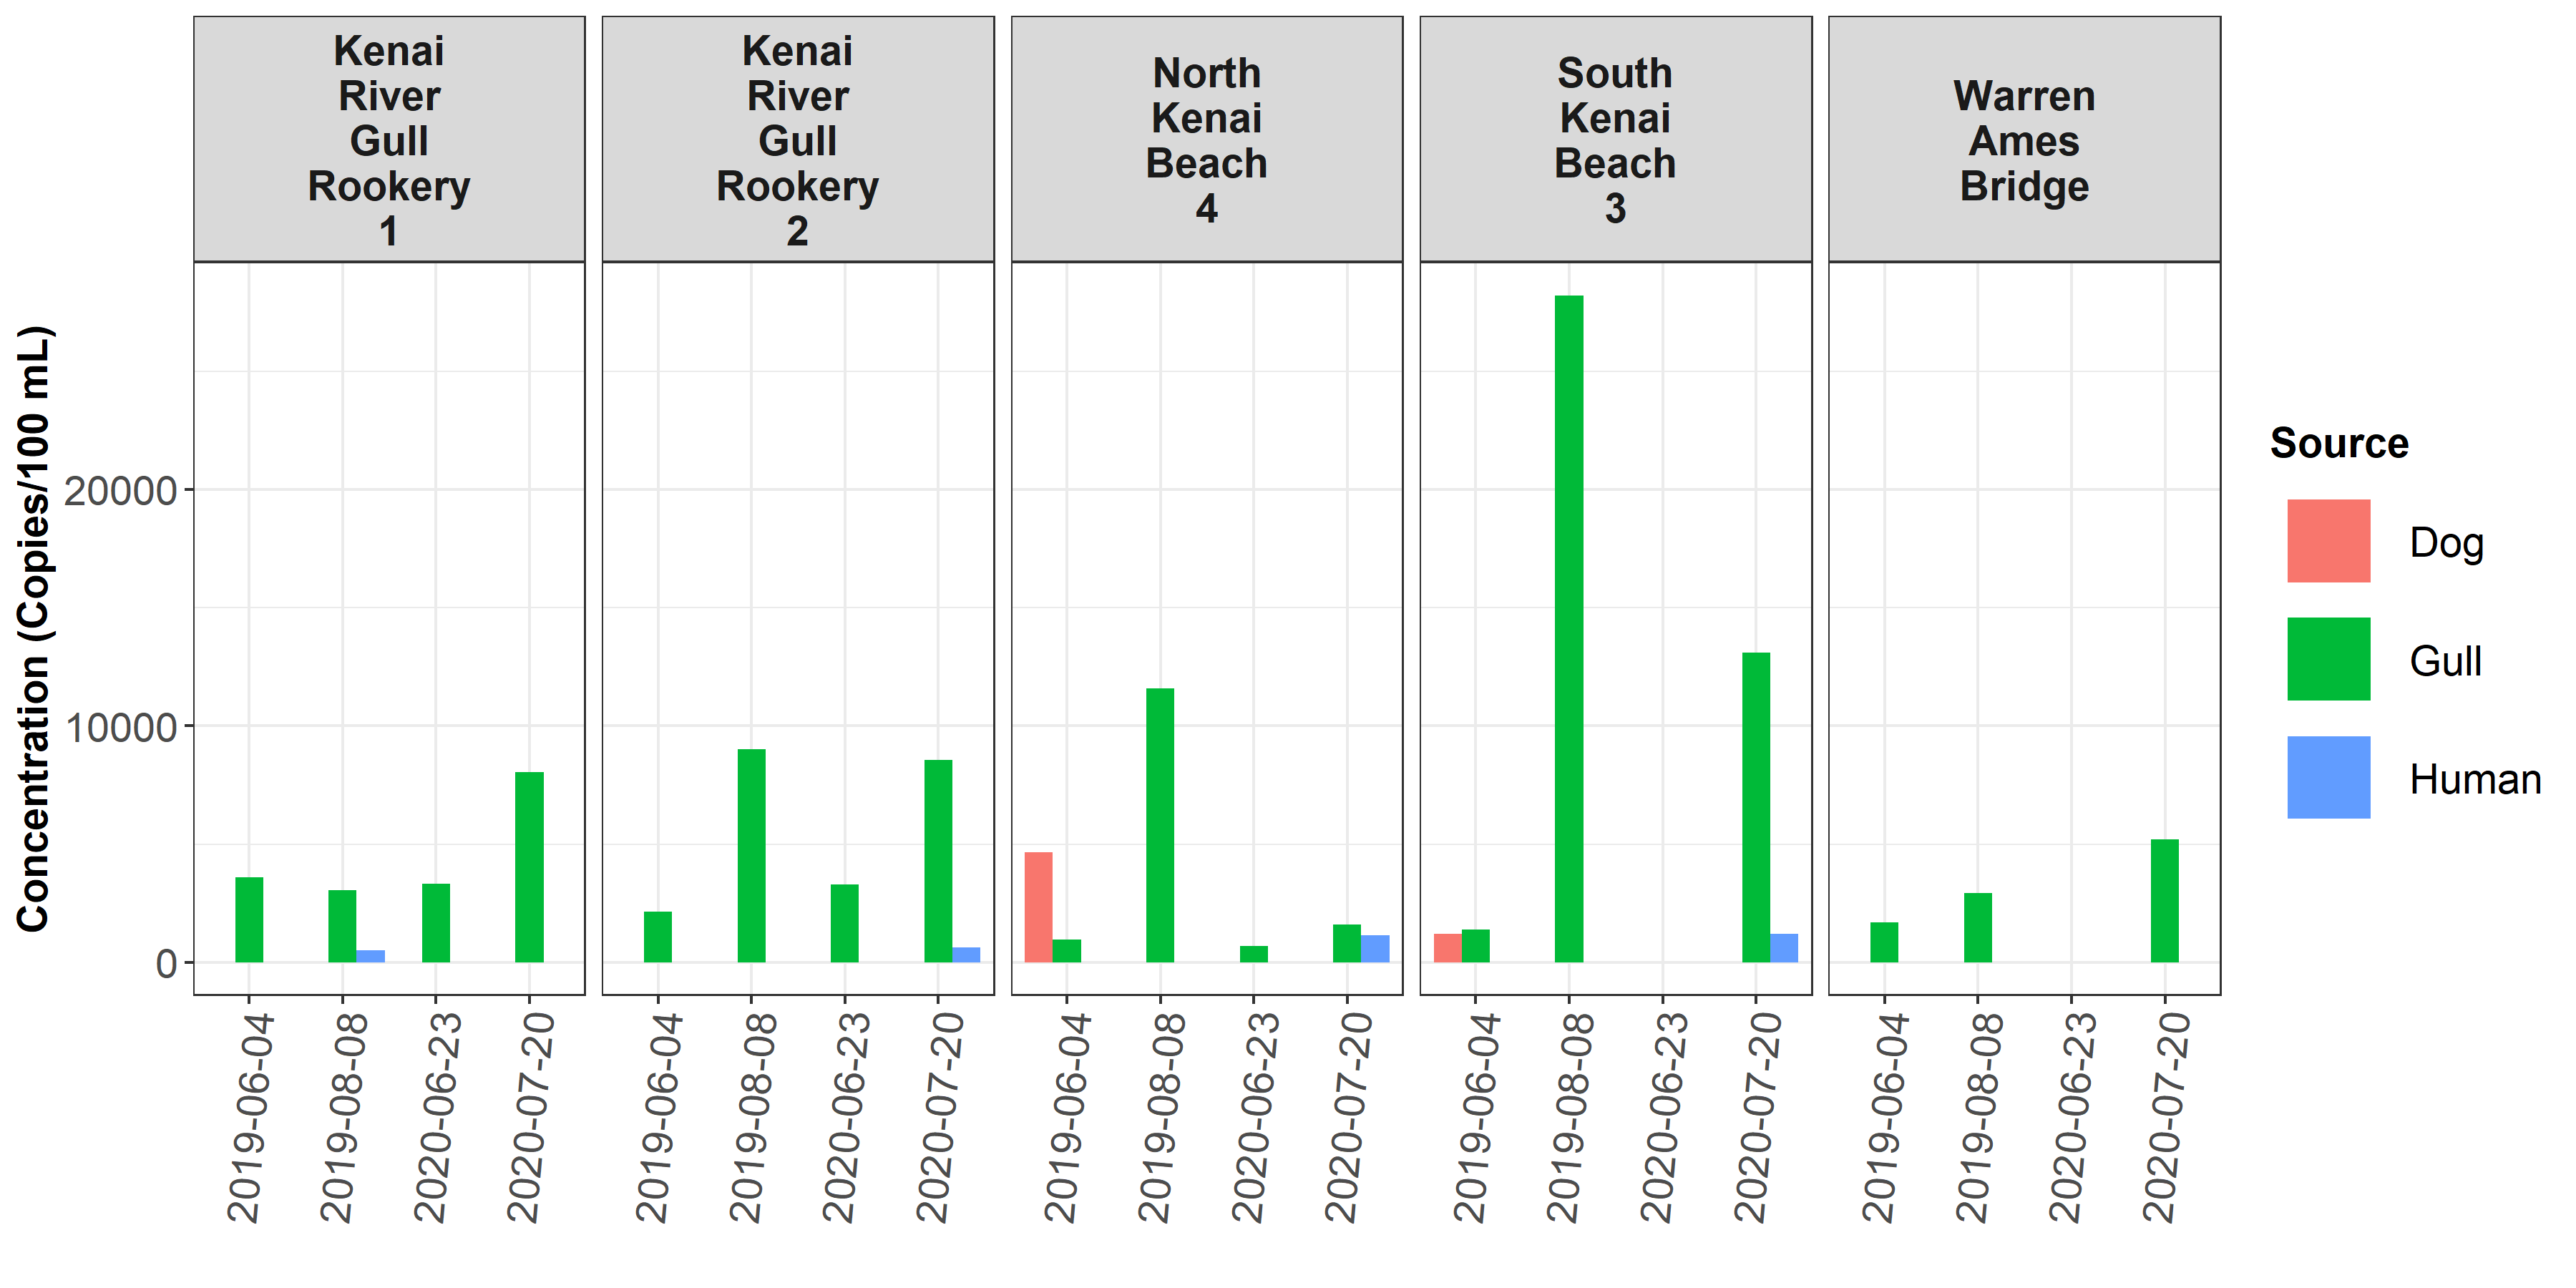 Kenai
River
Gull
Rookery
1
Kenai
River
Gull
Rookery
2
North
Kenai
Beach
4
South
Kenai
Beach
3
Warren
Ames
Bridge
Concentration (Copies/100 mL)
20000
10000
0
2019-06-04
2019-08-08
2020-06-23
2020-07-20
2019-06-04
2019-08-08
2020-06-23
2020-07-20
2019-06-04
2019-08-08
2020-06-23
2020-07-20
2019-06-04
2019-08-08
2020-06-23
2020-07-20
2019-06-04
2019-08-08
2020-06-23
2020-07-20
Source
Dog
Gull
Human